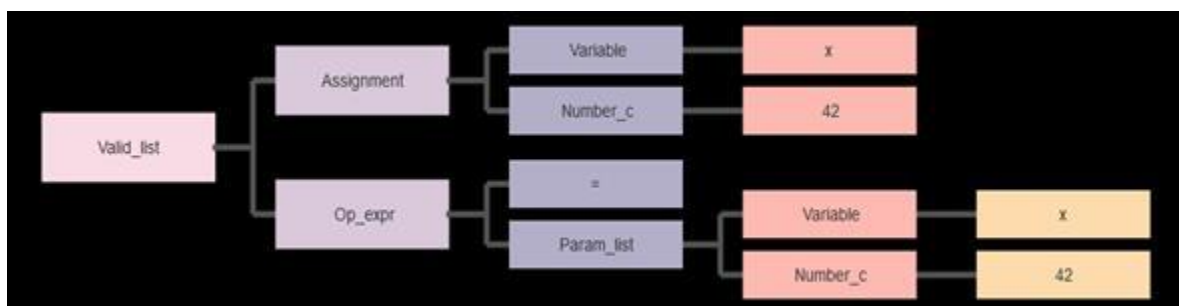 Valid_list
Assignment
Variable
x
Number_c
42
Op_expr
=
Param_list
Variable
x
Number_c
42